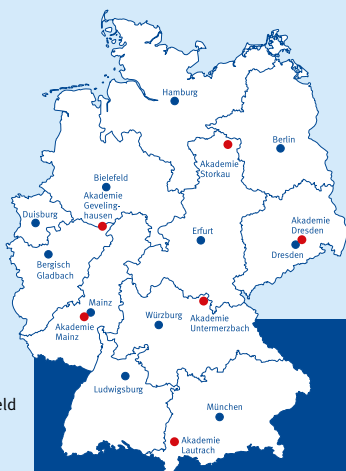 Hamburg
Berlin
Akademie
Storkau
Bielefeld
Akademie
Geveling-
hausen
Duisburg
Akademie
Dresden
Erfurt
Dresden
Bergisch
Gladbach
Mainz
Akademie
Mainz
Würzburg
Akademie
Untermerzbach
Ludwigsburg
eld
München
Akademie
Lautrach